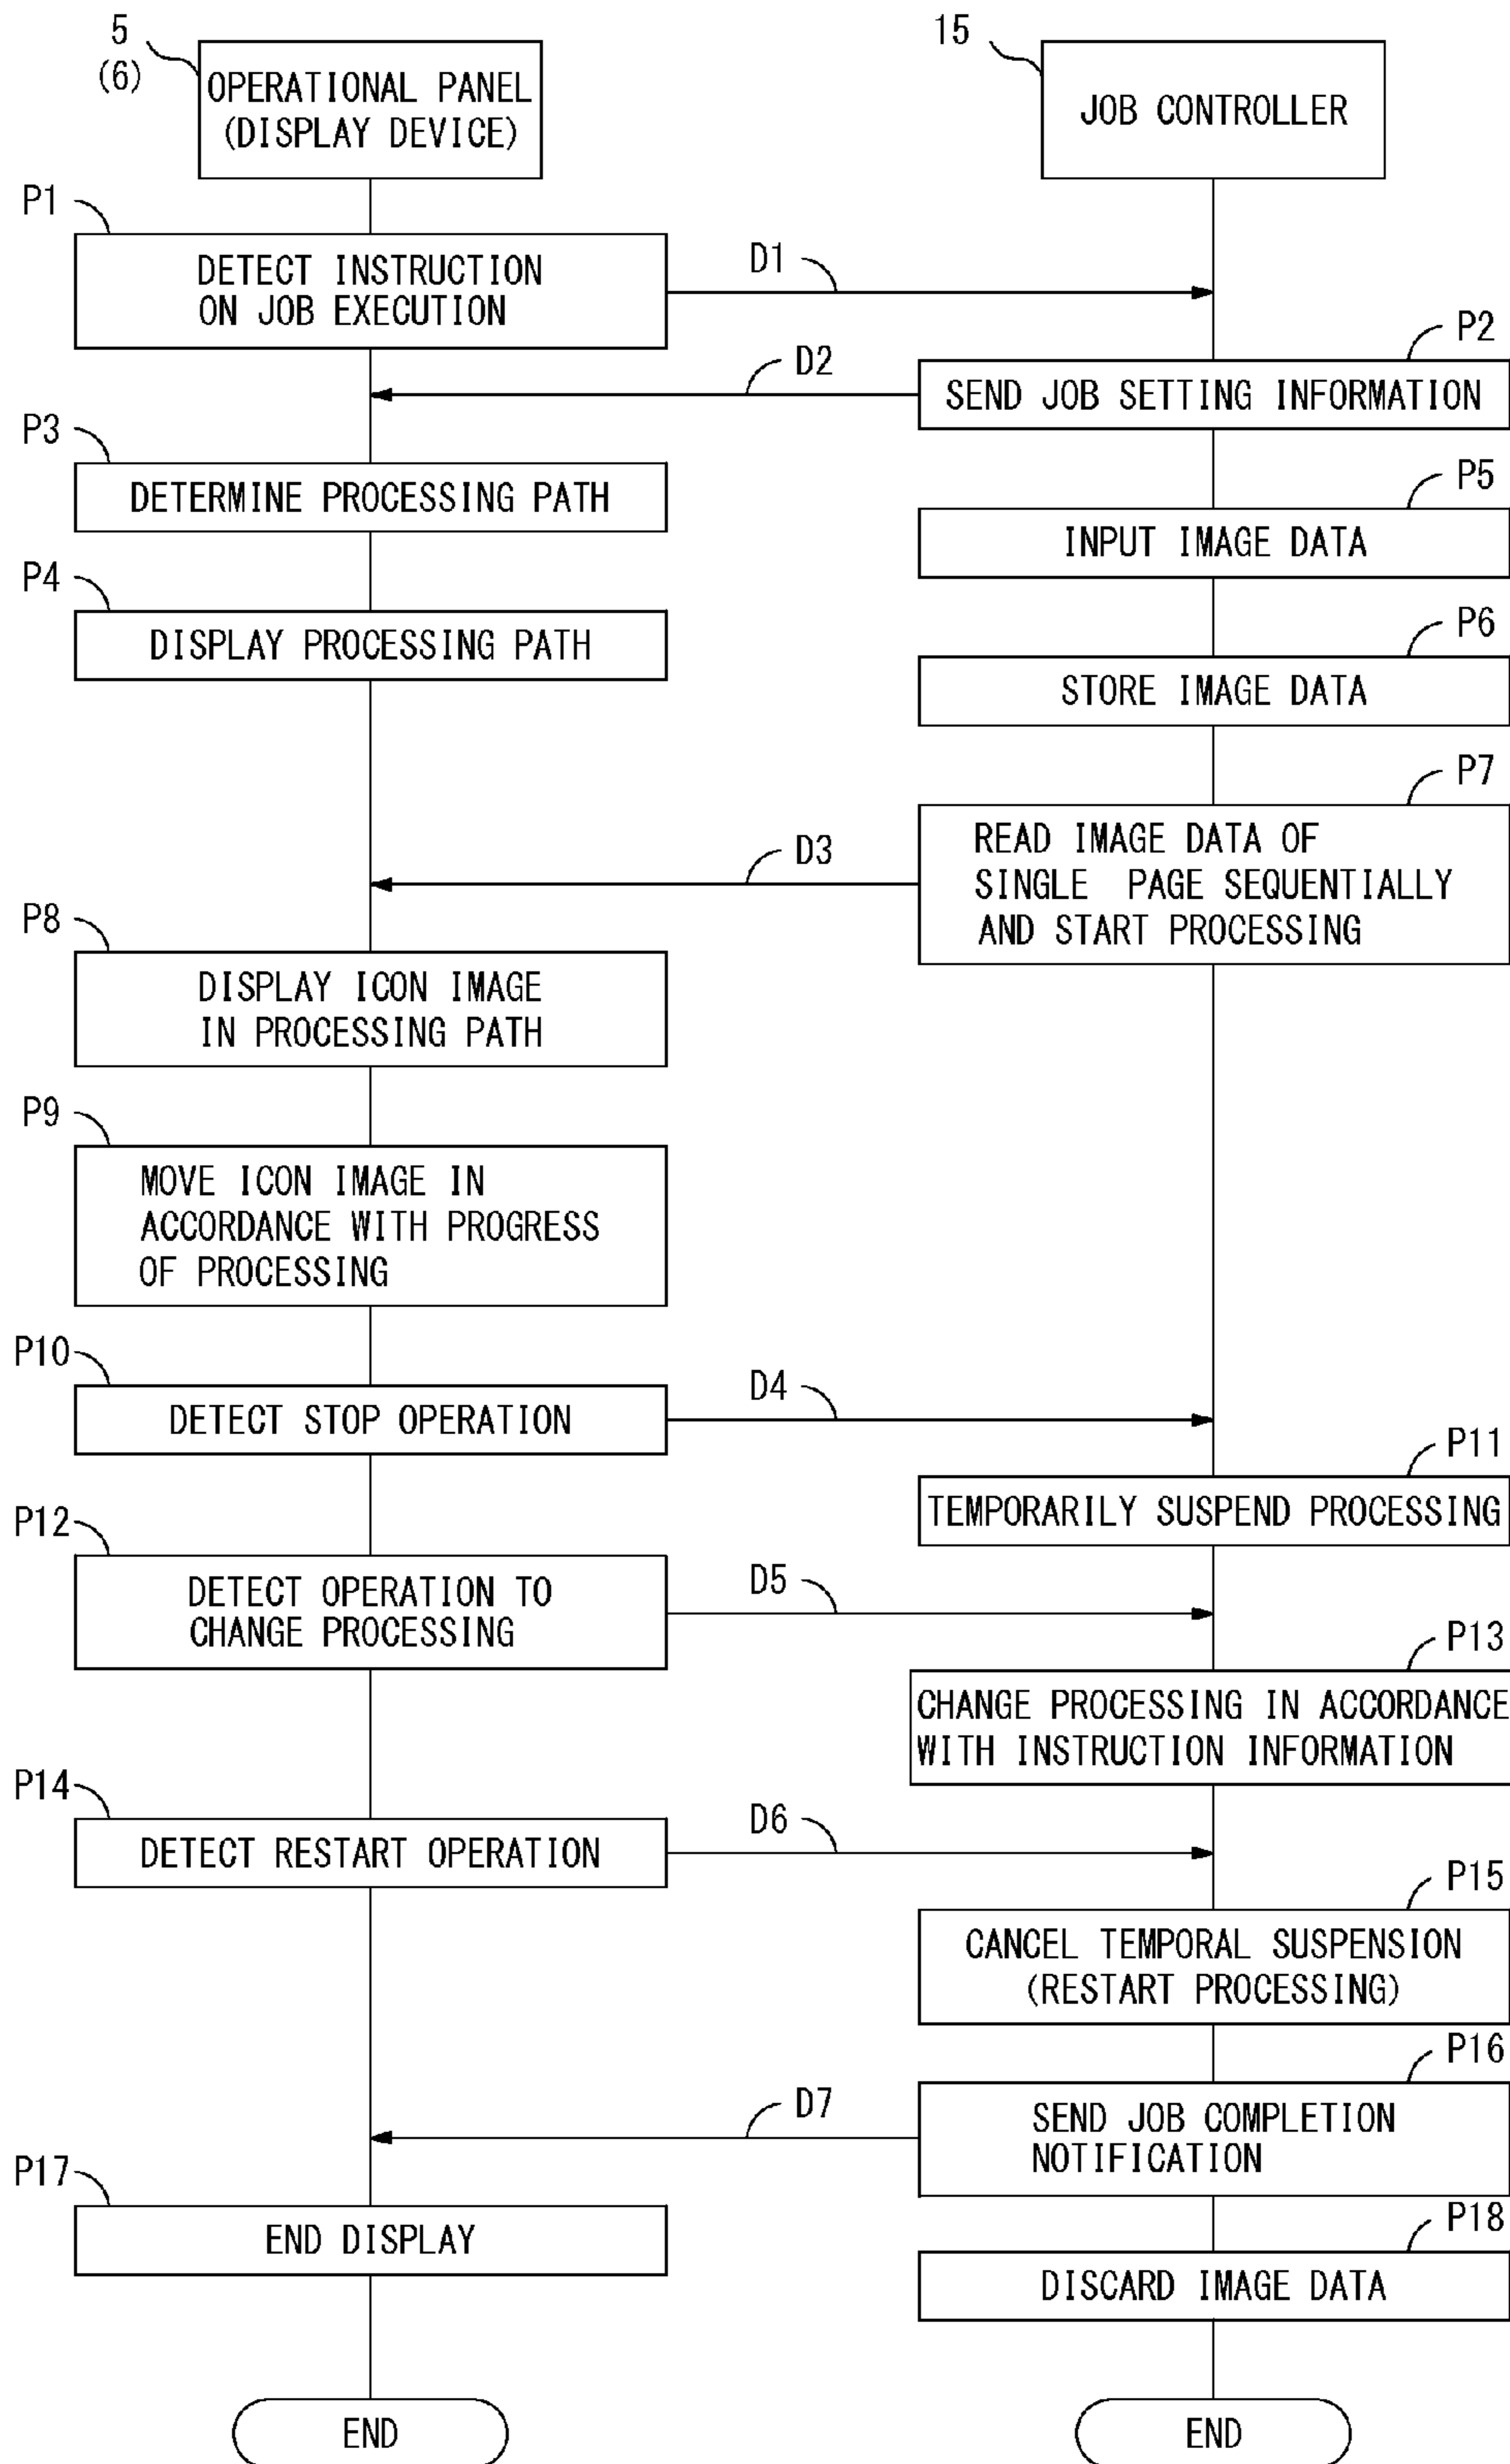 5
(6)
OPERATIONAL PANEL
(DISPLAY DEVICE)
15
JOB CONTROLLER
P1
DETECT INSTRUCTION
ON JOB EXECUTION
D1
P2
SEND JOB SETTING INFORMATION
D2
P3
DETERMINE PROCESSING PATH
P5
INPUT IMAGE DATA
P4
DISPLAY PROCESSING PATH
P6
STORE IMAGE DATA
P7
READ IMAGE DATA OF
SINGLE PAGE SEQUENTIALLY
AND START PROCESSING
D3
P8
DISPLAY ICON IMAGE
IN PROCESSING PATH
P9
MOVE ICON IMAGE IN
ACCORDANCE WITH PROGRESS
OF PROCESSING
P10
DETECT STOP OPERATION
D4
P11
TEMPORARILY SUSPEND PROCESSING
P12
DETECT OPERATION TO
CHANGE PROCESSING
D5
P13
CHANGE PROCESSING IN ACCORDANCE
WITH INSTRUCTION INFORMATION
P14
DETECT RESTART OPERATION
D6
P15
CANCEL TEMPORAL SUSPENSION
(RESTART PROCESSING)
P16
SEND JOB COMPLETION
NOTIFICATION
D7
P17
END DISPLAY
P18
DISCARD IMAGE DATA
END
END